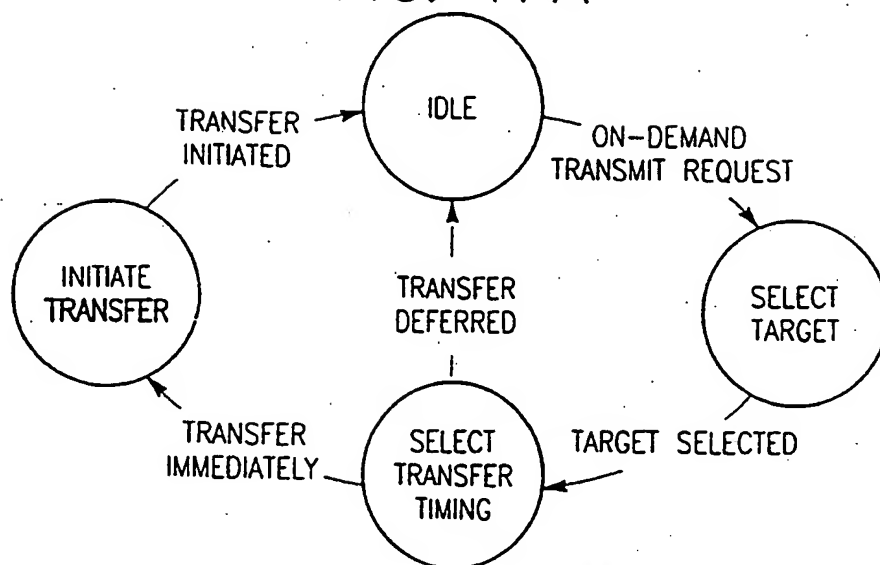 IDLE
TRANSFER
INITIATED
ON-DEMAND
TRANSMIT REQUEST
INITIATE
TRANSFER
TRANSFER
DEFERRED
SELECT
TARGET
TRANSFER
IMMEDIATELY
SELECT
TRANSFER
TIMING
TARGET SELECTED